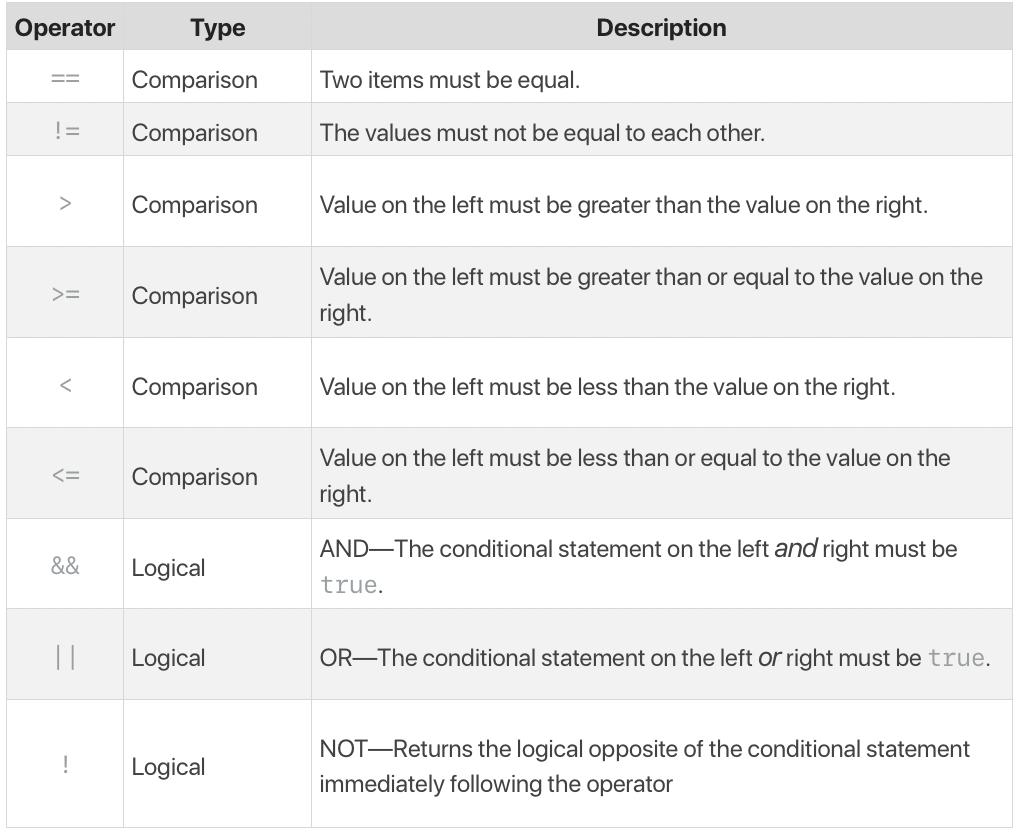 Operator Type Description
== Comparison Two items must be equal.
!= Comparison The values must not be equal to each other.
> Comparison Value on the left must be greater than the value on the right.
>= Comparison Value on the left must be greater than or equal to the value on the
right.
< Comparison Value on the left must be less than the value on the right.
<= Comparison Value on the left must be less than or equal to the value on the
right.
&& Logical AND—The conditional statement on the left and right must be
true.
|| Logical OR—The conditional statement on the left or right must be true.
! Logical NOT—Returns the logical opposite of the conditional statement
immediately following the operator